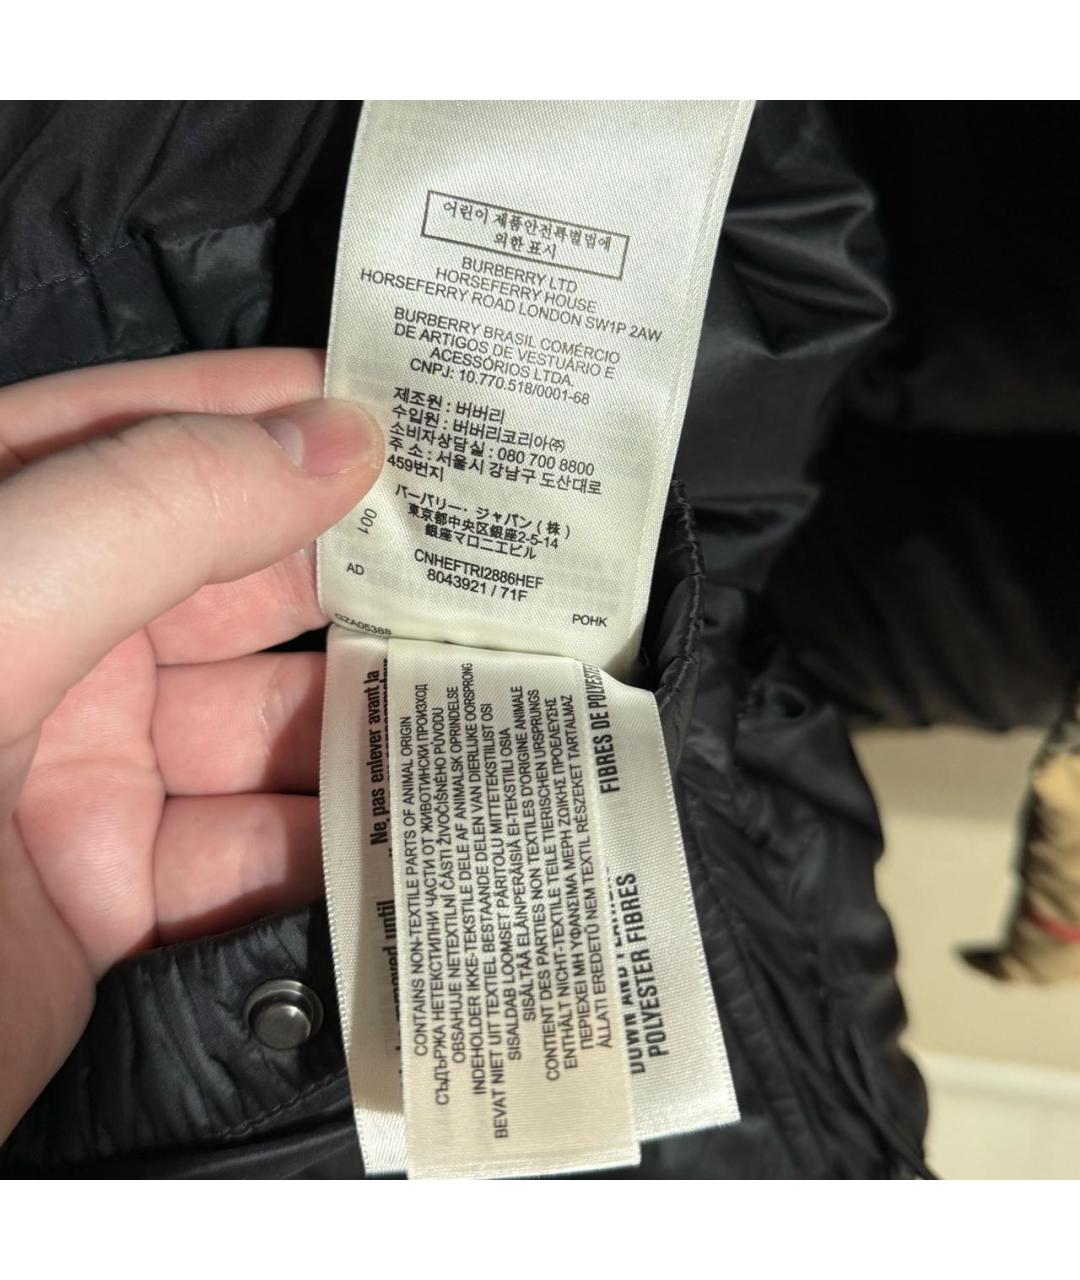 어린이 제품안전특별법에
의한 표시
BURBERRY LTD
HORSEFERRY HOUSE
HORSEFERRY ROAD LONDON SW1P 2AW
BURBERRY BRASIL COMÉRCIO
DE ARTIGOS DE VESTUÁRIO E
ACESSÓRIOS LTDA.
CNPJ: 10.770.518/0001-68
제조원 : 버버리
수입원 : 버버리코리아㈜
소비자상담실 : 080 700 8800
주 소 : 서울시 강남구 도산대로
459번지
バーバリー・ジャパン(株)
東京都中央区銀座2-5-14
銀座マロニエビル
CNHEFTRI2886HEF
8043921 / 71F
001
AD
POHK
GZA05388
Ne pas enlever avant la
until
CONTAINS NON-TEXTILE PARTS OF ANIMAL ORIGIN
СЪДЪРЖА НЕТЕКСТИЛНИ ЧАСТИ ОТ ЖИВОТИНСКИ ПРОИЗХОД
OBSAHUJE NETEXTILNÍ ČÁSTI ŽIVOČIŠNÉHO PŮVODU
INDEHOLDER IKKE-TEKSTILE DELE AF ANIMALSK OPRINDELSE
BEVAT NIET UIT TEXTIEL BESTAANDE DELEN VAN DIERLIJKE OORSPRONG
SISALDAB LOOMSET PÄRITOLU MITTETEKSTIILIST OSI
SISÄLTÄÄ ELÄINPERÄISIÄ EI-TEKSTIILI OSIA
CONTIENT DES PARTIES NON TEXTILES D'ORIGINE ANIMALE
ENTHÄLT NICHT-TEXTILE TEILE TIERISCHEN URSPRUNGS
ΠΕΡΙΕΧΕΙ ΜΗ ΥΦΑΝΣΙΜΑ ΜΕΡΗ ΖΩΙΚΗΣ ΠΡΟΕΛΕΥΣΗΣ
ÁLLATI EREDETŰ NEM TEXTIL RÉSZEKET TARTALMAZ
FIBRES DE POLYESTER
DOWN AND
POLYESTER FIBRES